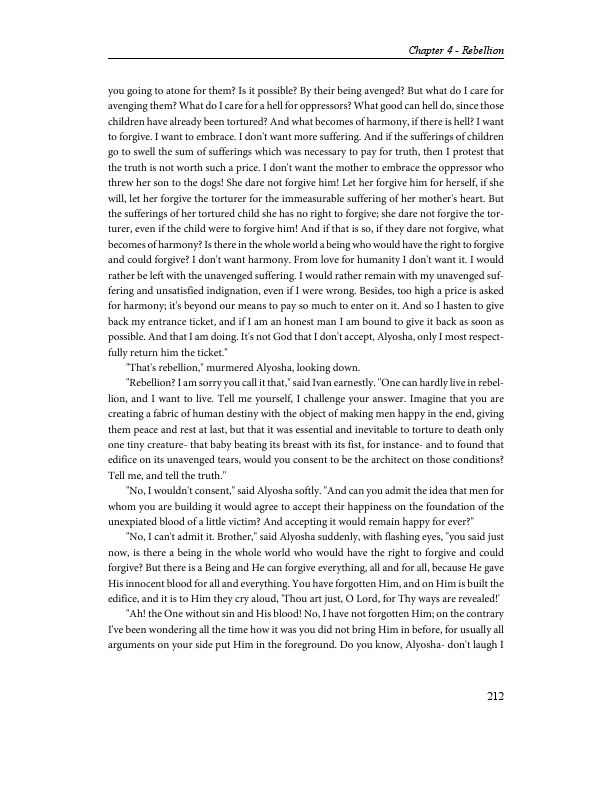 Chapter 4 - Rebellion
you going to atone for them? Is it possible? By their being avenged? But what do I care for
avenging them? What do I care for a hell for oppressors? What good can hell do, since those
children have already been tortured? And what becomes of harmony, if there is hell? I want
to forgive. I want to embrace. I don't want more suffering. And if the sufferings of children
go to swell the sum of sufferings which was necessary to pay for truth, then I protest that
the truth is not worth such a price. I don't want the mother to embrace the oppressor who
threw her son to the dogs! She dare not forgive him! Let her forgive him for herself, if she
will, let her forgive the torturer for the immeasurable suffering of her mother's heart. But
the sufferings of her tortured child she has no right to forgive; she dare not forgive the tor-
turer, even if the child were to forgive him! And if that is so, if they dare not forgive, what
becomes of harmony? Is there in the whole world a being who would have the right to forgive
and could forgive? I don't want harmony. From love for humanity I don't want it. I would
rather be left with the unavenged suffering. I would rather remain with my unavenged suf-
fering and unsatisfied indignation, even if I were wrong. Besides, too high a price is asked
for harmony; it's beyond our means to pay so much to enter on it. And so I hasten to give
back my entrance ticket, and if I am an honest man I am bound to give it back as soon as
possible. And that I am doing. It's not God that I don't accept, Alyosha, only I most respect-
fully return him the ticket."
"That's rebellion," murmered Alyosha, looking down.
"Rebellion? I am sorry you call it that," said Ivan earnestly. "One can hardly live in rebel-
lion, and I want to live. Tell me yourself, I challenge your answer. Imagine that you are
creating a fabric of human destiny with the object of making men happy in the end, giving
them peace and rest at last, but that it was essential and inevitable to torture to death only
one tiny creature- that baby beating its breast with its fist, for instance- and to found that
edifice on its unavenged tears, would you consent to be the architect on those conditions?
Tell me, and tell the truth."
"No, I wouldn't consent," said Alyosha softly. "And can you admit the idea that men for
whom you are building it would agree to accept their happiness on the foundation of the
unexpiated blood of a little victim? And accepting it would remain happy for ever?"
"No, I can't admit it. Brother," said Alyosha suddenly, with flashing eyes, "you said just
now, is there a being in the whole world who would have the right to forgive and could
forgive? But there is a Being and He can forgive everything, all and for all, because He gave
His innocent blood for all and everything. You have forgotten Him, and on Him is built the
edifice, and it is to Him they cry aloud, 'Thou art just, O Lord, for Thy ways are revealed!'
"Ah! the One without sin and His blood! No, I have not forgotten Him; on the contrary
I've been wondering all the time how it was you did not bring Him in before, for usually all
arguments on your side put Him in the foreground. Do you know, Alyosha- don't laugh I
212